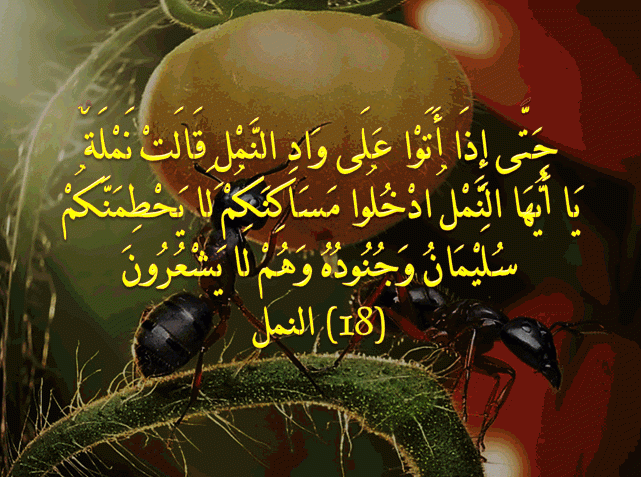 حَتَّى إِذَا أَتَوْا عَلَى وَادِ النَّمْلِ قَالَتْ نَمْلَةٌ
يَا أَيُّهَا النَّمْلُ ادْخُلُوا مَسَاكِنَكُمْ لَا يَحْطِمَنَّكُمْ
سُلَيْمَانُ وَجُنُودُهُ وَهُمْ لَا يَشْعُرُونَ
(18) النمل